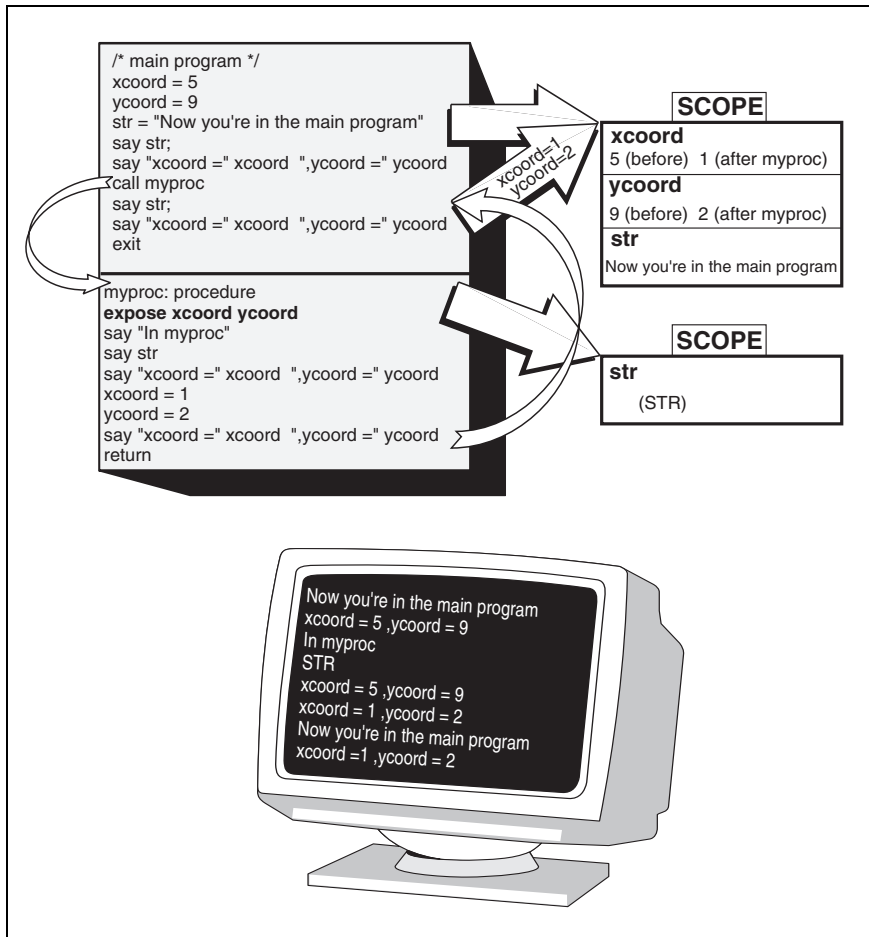 /* main program */
xcoord = 5
ycoord = 9
str = "Now you're in the main program"
say str;
say "xcoord =" xcoord ",ycoord =" ycoord
call myproc
say str;
say "xcoord =" xcoord ",ycoord =" ycoord
exit
myproc: procedure
expose xcoord ycoord
say "In myproc"
say str
say "xcoord =" xcoord ",ycoord =" ycoord
xcoord = 1
ycoord = 2
say "xcoord =" xcoord ",ycoord =" ycoord
return
xcoord=1
ycoord=2
SCOPE
xcoord
5 (before) 1 (after myproc)
ycoord
9 (before) 2 (after myproc)
str
Now you're in the main program
SCOPE
str
(STR)
Now you're in the main program
xcoord = 5 ,ycoord = 9
In myproc
STR
xcoord = 5 ,ycoord = 9
xcoord = 1 ,ycoord = 2
Now you're in the main program
xcoord =1 ,ycoord = 2